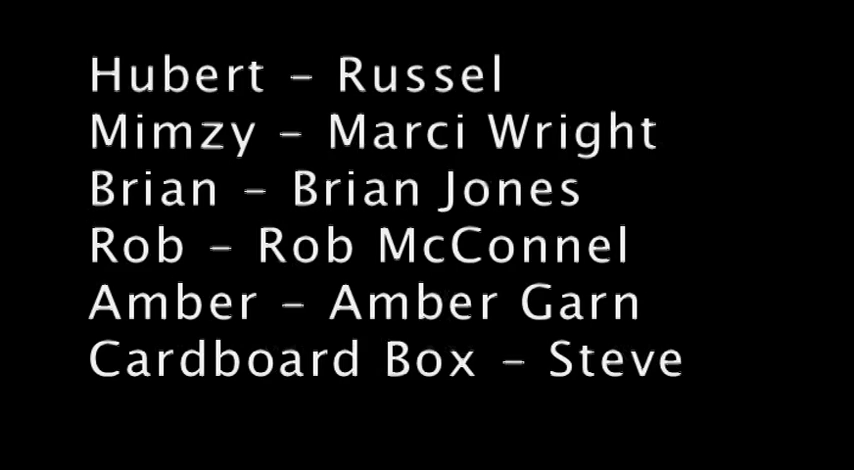 Hubert – Russel
Mimzy – Marci Wright
Brian – Brian Jones
Rob – Rob McConnel
Amber – Amber Garn
Cardboard Box – Steve